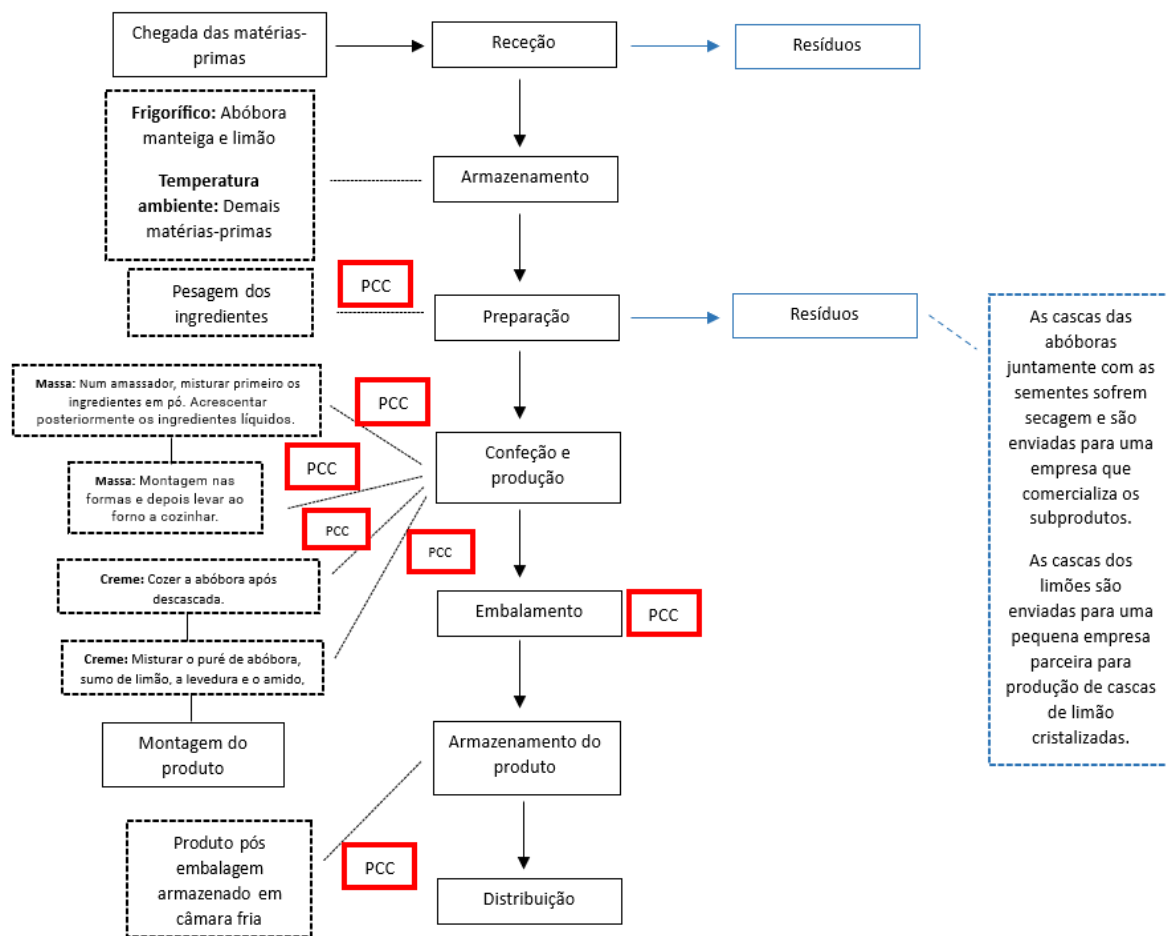 Chegada das matérias-
primas
Receção
Resíduos
Frigorífico: Abóbora
manteiga e limão
Temperatura
ambiente: Demais
matérias-primas
Armazenamento
Pesagem dos
ingredientes
PCC
Preparação
Resíduos
As cascas das
abóboras
juntamente com as
sementes sofrem
secagem e são
enviadas para uma
empresa que
comercializa os
subprodutos.
As cascas dos
limões são
enviadas para uma
pequena empresa
parceira para
produção de cascas
de limão
cristalizadas.
Massa: Num amassador, misturar primeiro os
ingredientes em pó. Acrescentar
posteriormente os ingredientes líquidos.
PCC
Confeção e
produção
PCC
Massa: Montagem nas
formas e depois levar ao
forno a cozinhar.
PCC
PCC
Creme: Cozer a abóbora após
descascada.
Embalamento
PCC
Creme: Misturar o puré de abóbora,
sumo de limão, a levedura e o amido,
Montagem do
produto
Armazenamento do
produto
Produto pós
embalagem
armazenado em
câmara fria
PCC
Distribuição